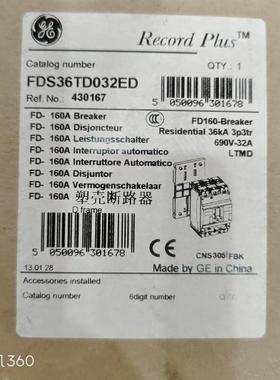 GE
Record Plus™
Catalog number
QTY.: 1
FDS36TD032ED
Ref. No.: 430167
5 050096 301678
FD- 160A Breaker
FD- 160A Disjoncteur
FD- 160A Leistungsschalter
FD- 160A Interruptor automatico
FD- 160A Interruttore Automatico
FD- 160A Disjuntor
FD- 160A Vermogenschakelaar
FD- 160A 塑壳断路器
D frame
FD160-Breaker
Residential 36kA 3p3tr
690V-32A
LTMD
5 050096 301678
13.01.28
CE
CNS305/FBK
Made by GE in China
Accessories installed
Catalog number
6digit number
1360